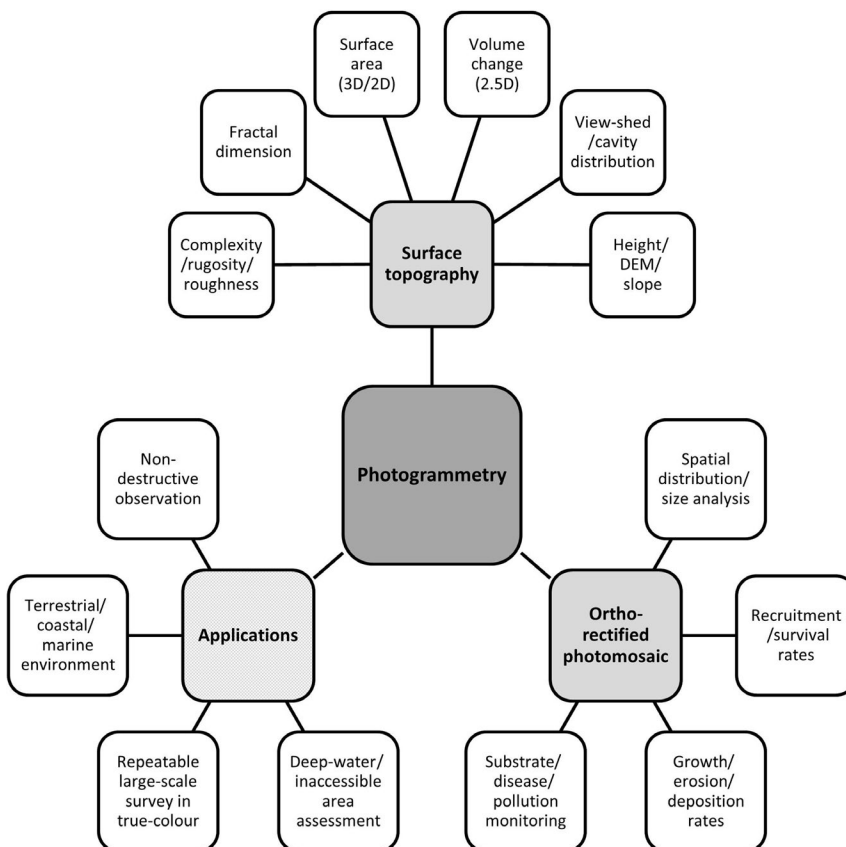 Surface
area
(3D/2D)
Volume
change
(2.5D)
Fractal
dimension
View-shed
/cavity
distribution
Complexity
/rugosity/
roughness
Surface
topography
Height/
DEM/
slope
Photogrammetry
Non-
destructive
observation
Spatial
distribution/
size analysis
Terrestrial/
coastal/
marine
environment
Applications
Ortho-
rectified
photomosaic
Recruitment
/survival
rates
Repeatable
large-scale
survey in
true-colour
Deep-water/
inaccessible
area
assessment
Substrate/
disease/
pollution
monitoring
Growth/
erosion/
deposition
rates